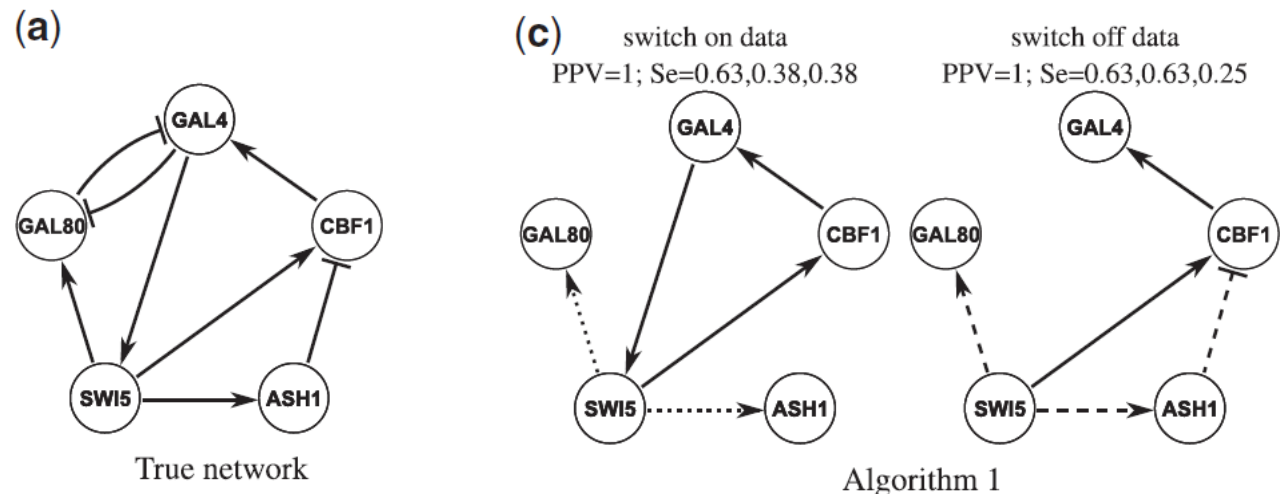 (a)
GAL4
GAL80
CBF1
SWI5
ASH1
True network
(c)
switch on data
PPV=1; Se=0.63,0.38,0.38
GAL4
GAL80
CBF1
SWI5
ASH1
switch off data
PPV=1; Se=0.63,0.63,0.25
GAL4
GAL80
CBF1
SWI5
ASH1
Algorithm 1